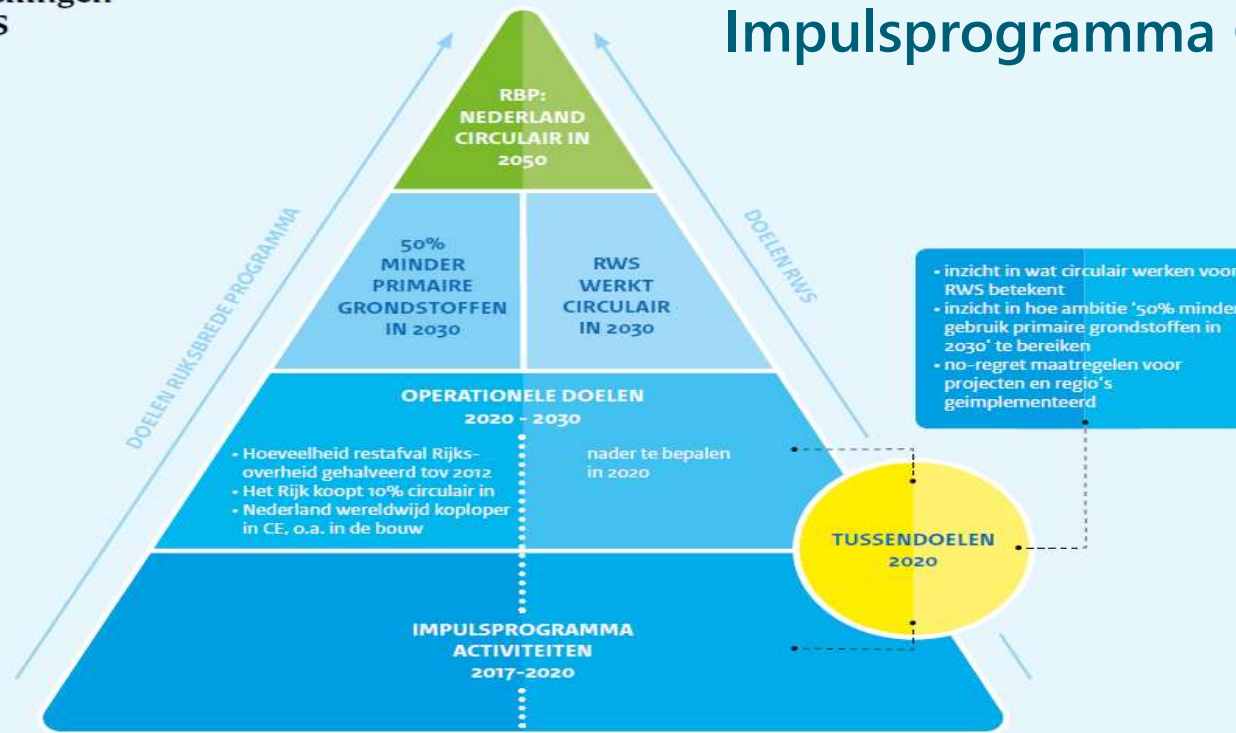 S
Impulsprogramma
RBP:
NEDERLAND
CIRCULAIR IN
2050
DOELEN RIJKSBREDE PROGRAMMA
DOELEN RWS
50%
MINDER
PRIMAIRE
GRONDSTOFFEN
IN 2030
RWS
WERKT
CIRCULAIR
IN 2030
• inzicht in wat circulair werken voor
RWS betekent
• inzicht in hoe ambitie '50% minder
gebruik primaire grondstoffen in
2030' te bereiken
• no-regret maatregelen voor
projecten en regio's
geimplementeerd
OPERATIONELE DOELEN
2020 - 2030
• Hoeveelheid restafval Rijks-
overheid gehalveerd tov 2012
• Het Rijk koopt 10% circulair in
• Nederland wereldwijd koploper
in CE, o.a. in de bouw
nader te bepalen
in 2020
TUSSENDOELEN
2020
IMPULSPROGRAMMA
ACTIVITEITEN
2017-2020